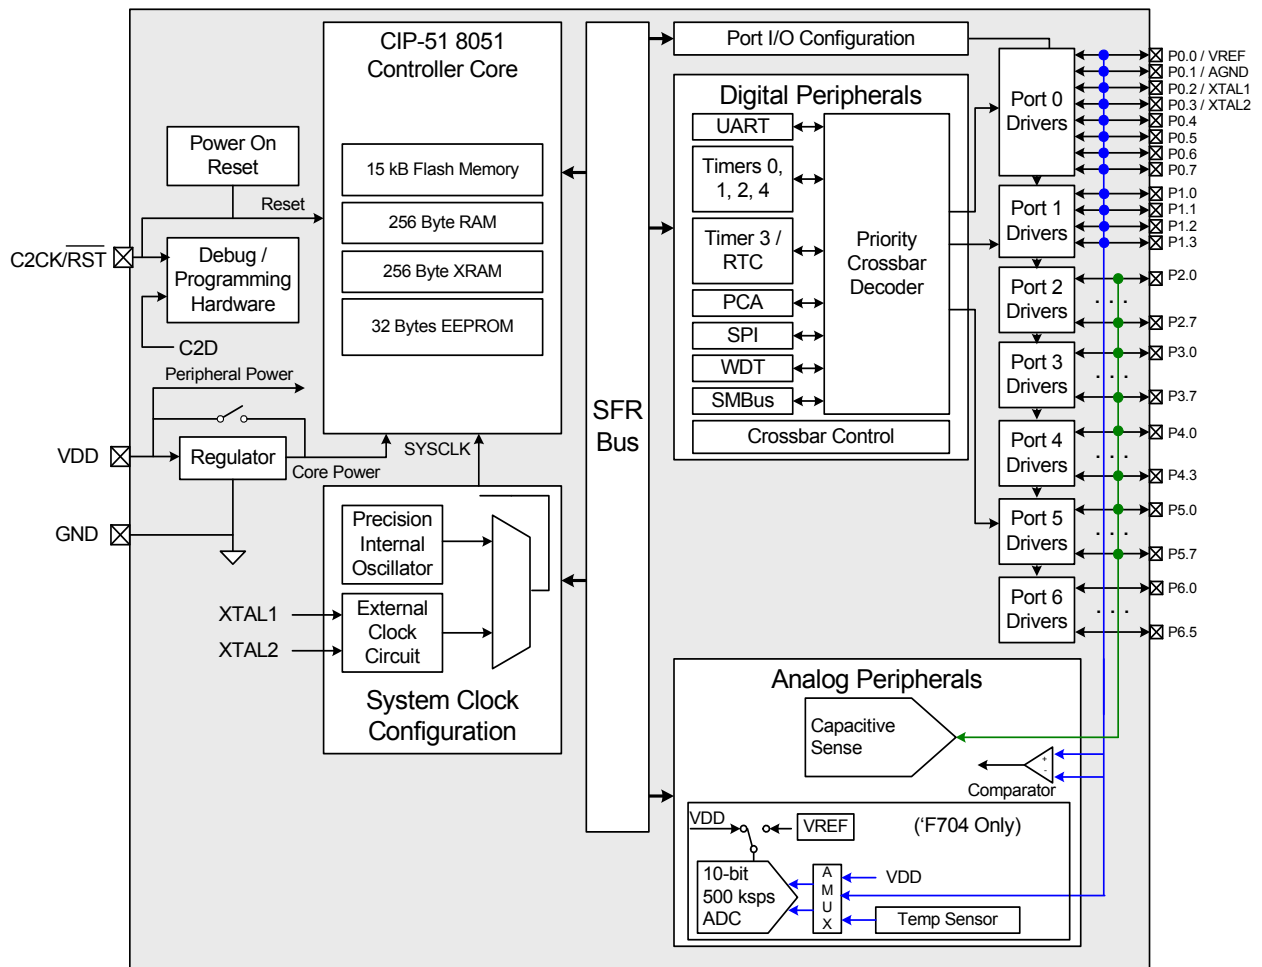 CIP-51 8051
Controller Core
15 kB Flash Memory
256 Byte RAM
256 Byte XRAM
32 Bytes EEPROM
Power On
Reset
Reset
C2CK/RST
Debug /
Programming
Hardware
C2D
Peripheral Power
VDD
Regulator
Core Power
SYSCLK
GND
Precision
Internal
Oscillator
XTAL1
XTAL2
External
Clock
Circuit
System Clock
Configuration
SFR
Bus
Port I/O Configuration
Digital Peripherals
UART
Timers 0,
1, 2, 4
Timer 3 /
RTC
PCA
SPI
WDT
SMBus
Priority
Crossbar
Decoder
Crossbar Control
Port 0
Drivers
Port 1
Drivers
Port 2
Drivers
Port 3
Drivers
Port 4
Drivers
Port 5
Drivers
Port 6
Drivers
P0.0 / VREF
P0.1 / AGND
P0.2 / XTAL1
P0.3 / XTAL2
P0.4
P0.5
P0.6
P0.7
P1.0
P1.1
P1.2
P1.3
P2.0
. . .
P2.7
P3.0
. . .
P3.7
P4.0
. . .
P4.3
P5.0
. . .
P5.7
P6.0
. . .
P6.5
Analog Peripherals
Capacitive
Sense
+
-
Comparator
VDD
VREF
('F704 Only)
10-bit
500 ksps
ADC
A
M
U
X
VDD
Temp Sensor